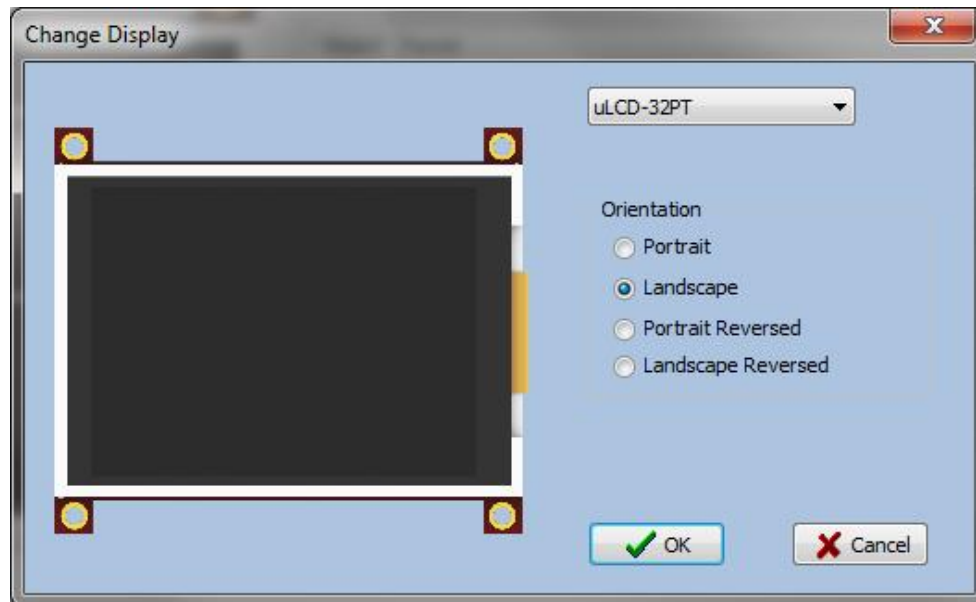 Change Display
uLCD-32PT
Orientation
Portrait
Landscape
Portrait Reversed
Landscape Reversed
OK
Cancel